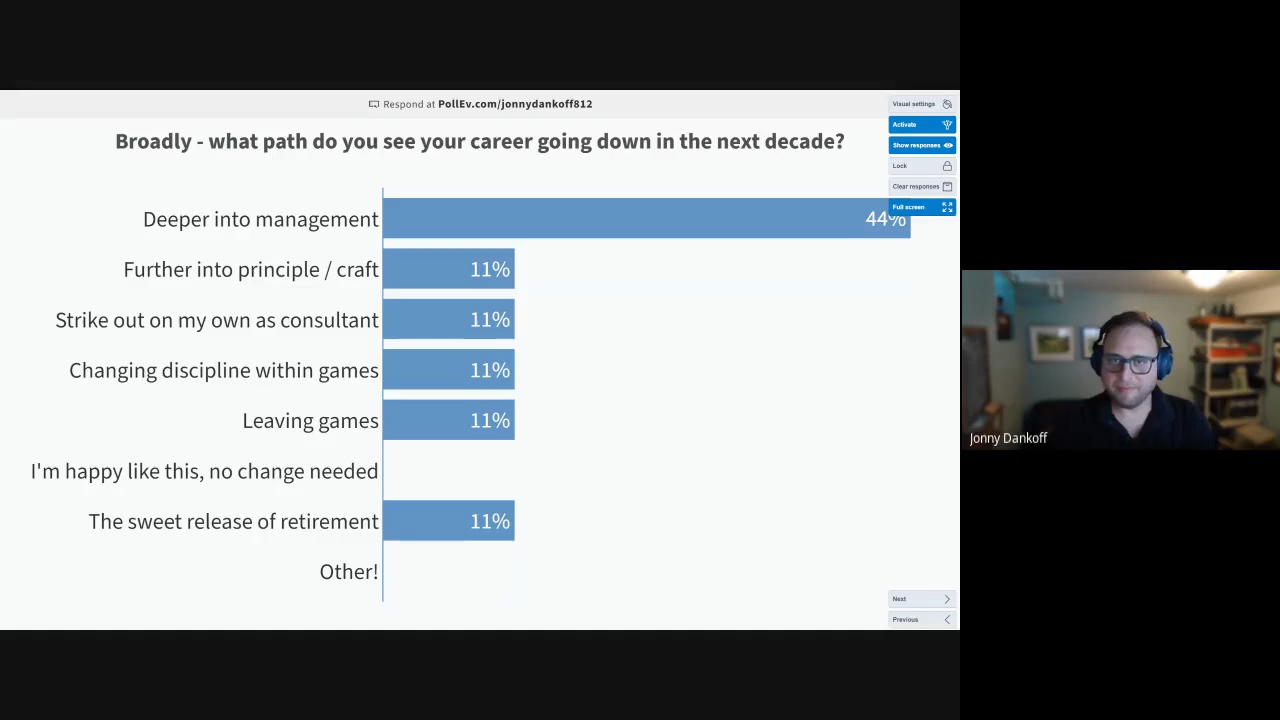 Respond at PollEv.com/jonnydankoff812
Visual settings
Activate
Broadly - what path do you see your career going down in the next decade?
Show responses
Lock
Clear responses
Full screen
Deeper into management 44%
Further into principle / craft 11%
Strike out on my own as consultant 11%
Changing discipline within games 11%
Leaving games 11%
I'm happy like this, no change needed
The sweet release of retirement 11%
Other!
Next
Previous
Jonny Dankoff